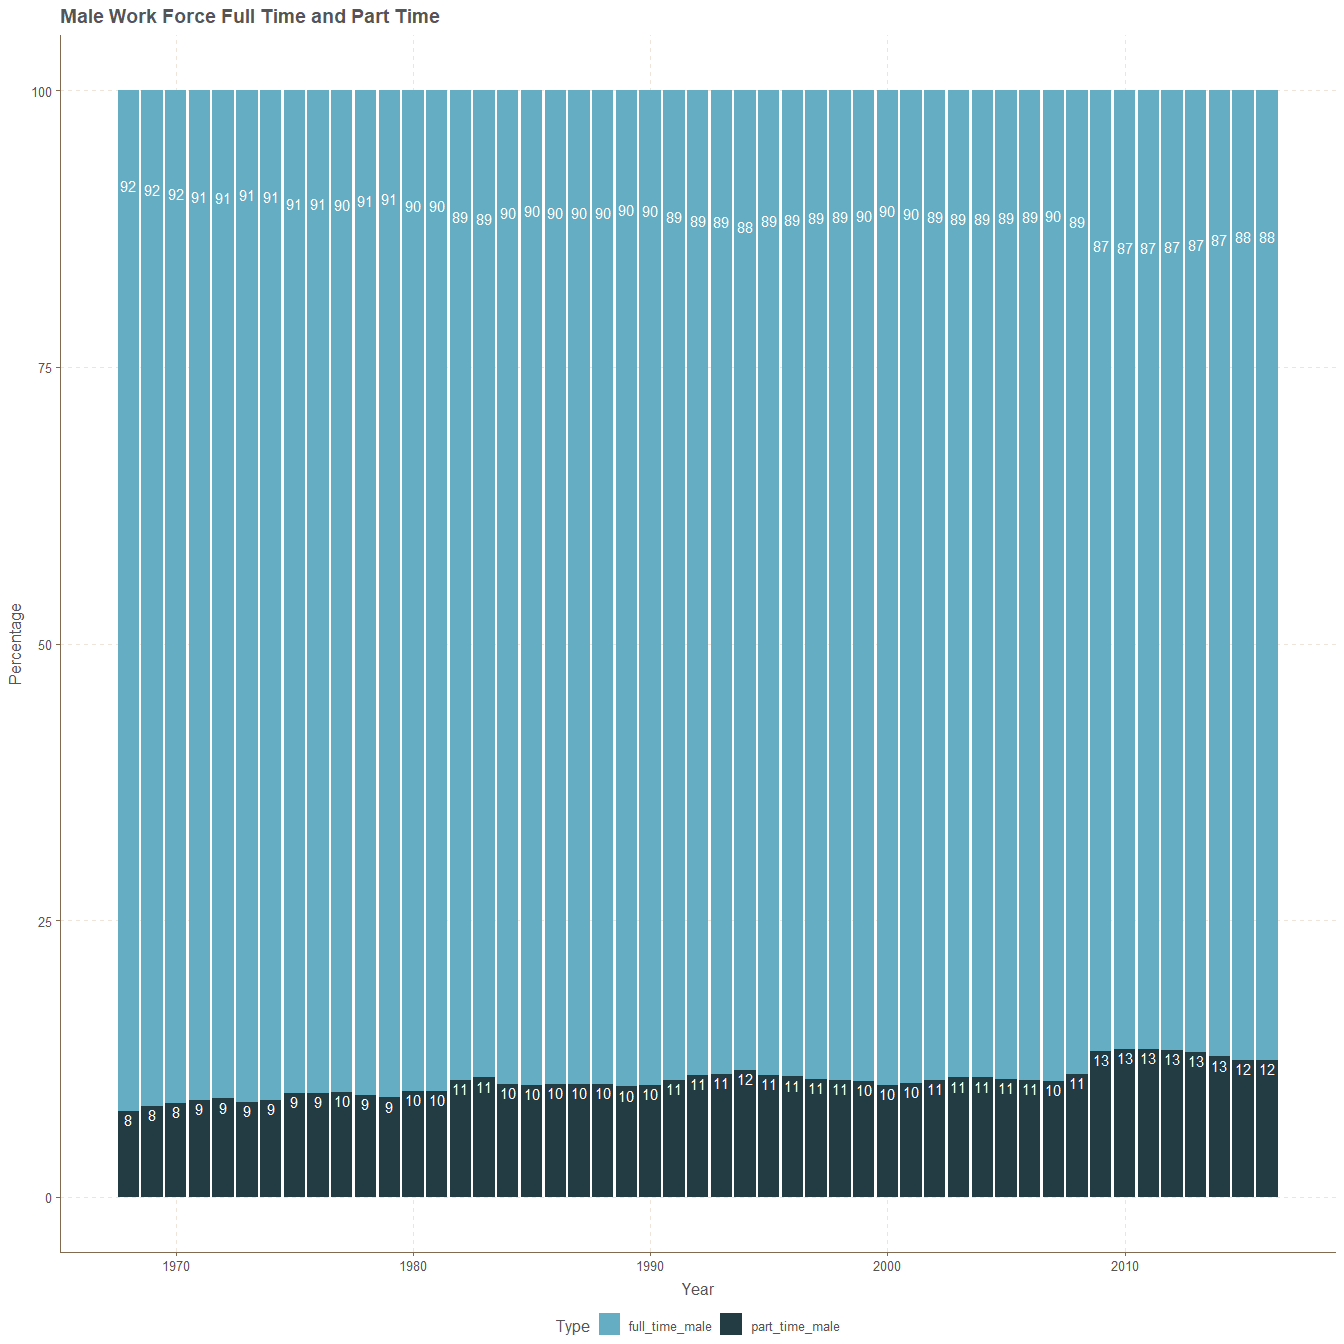 Male Work Force Full Time and Part Time
100
92 92 92 91 91 91 91 91 91 90 91 91 90 90 89 89 90 90 90 90 90 90 90 89 89 89 88 89 89 89 89 90 90 90 89 89 89 89 89 90 89 87 87 87 87 87 87 88 88
75
50
25
8 8 8 9 9 9 9 9 9 10 9 9 10 10 11 11 10 10 10 10 10 10 10 11 11 11 12 11 11 11 11 10 10 10 11 11 11 11 11 10 11 13 13 13 13 13 13 12 12
0
Percentage
1970 1980 1990 2000 2010
Year
Type full_time_male part_time_male